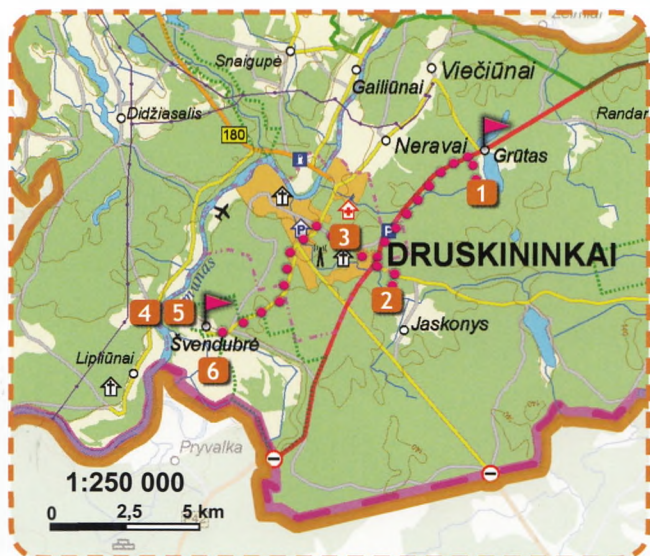 Snaigupė
Gailiūnai
Viečiūnai
Didžiasalis
Randar
180
Neravai
Grūtas
1
3
DRUSKININKAI
2
4
5
Švendubrė
Jaskonys
6
Lipliūnai
Pryvalka
1:250 000
0
2,5
5 km